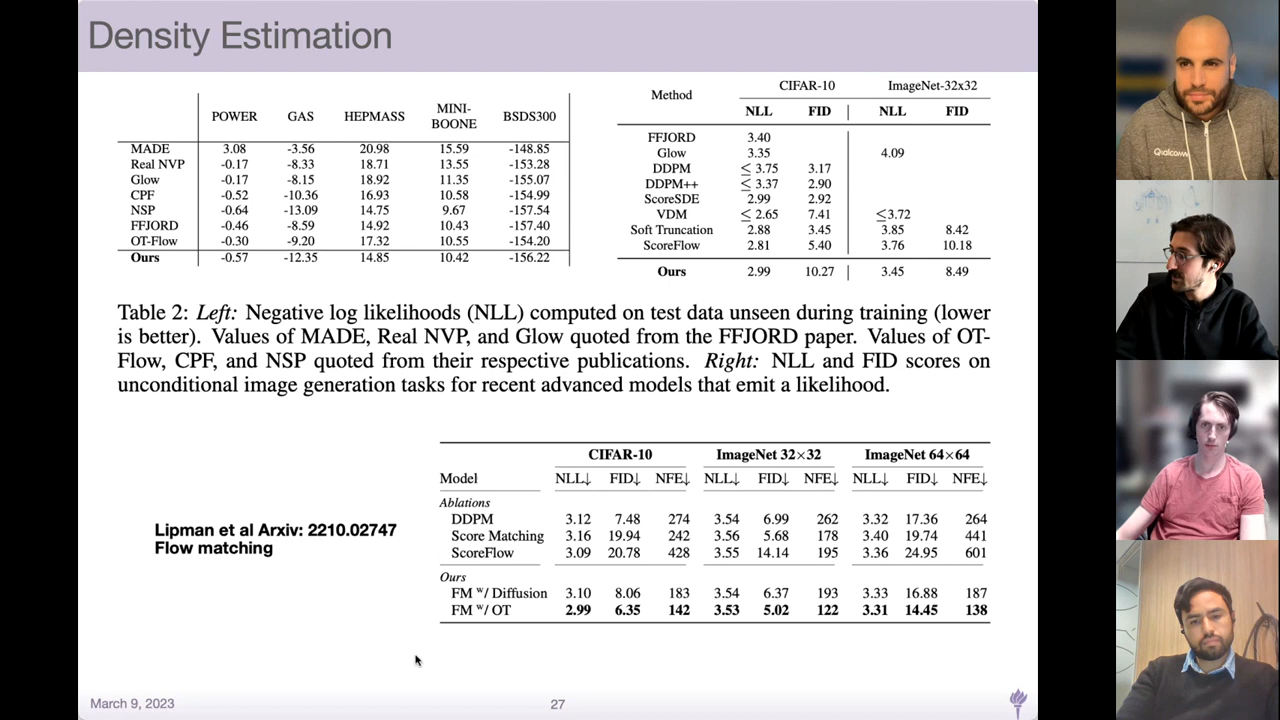 Density Estimation
POWER GAS HEPMASS MINI-BOONE BSDS300
MADE 3.08 -3.56 20.98 15.59 -148.85
Real NVP -0.17 -8.33 18.71 13.55 -153.28
Glow -0.17 -8.15 18.92 11.35 -155.07
CPF -0.52 -10.36 16.93 10.58 -154.99
NSP -0.64 -13.09 14.75 9.67 -157.54
FFJORD -0.46 -8.59 14.92 10.43 -157.40
OT-Flow -0.30 -9.20 17.32 10.55 -154.20
Ours -0.57 -12.35 14.85 10.42 -156.22
CIFAR-10 ImageNet-32x32
Method NLL FID NLL FID
FFJORD 3.40
Glow 3.35 4.09
DDPM ≤ 3.75 3.17
DDPM++ ≤ 3.37 2.90
ScoreSDE 2.99 2.92
VDM ≤ 2.65 7.41 ≤3.72
Soft Truncation 2.88 3.45 3.85 8.42
ScoreFlow 2.81 5.40 3.76 10.18
Ours 2.99 10.27 3.45 8.49
Table 2: Left: Negative log likelihoods (NLL) computed on test data unseen during training (lower
is better). Values of MADE, Real NVP, and Glow quoted from the FFJORD paper. Values of OT-
Flow, CPF, and NSP quoted from their respective publications. Right: NLL and FID scores on
unconditional image generation tasks for recent advanced models that emit a likelihood.
Lipman et al Arxiv: 2210.02747
Flow matching
CIFAR-10 ImageNet 32×32 ImageNet 64×64
Model NLL↓ FID↓ NFE↓ NLL↓ FID↓ NFE↓ NLL↓ FID↓ NFE↓
Ablations
DDPM 3.12 7.48 274 3.54 6.99 262 3.32 17.36 264
Score Matching 3.16 19.94 242 3.56 5.68 178 3.40 19.74 441
ScoreFlow 3.09 20.78 428 3.55 14.14 195 3.36 24.95 601
Ours
FM w/ Diffusion 3.10 8.06 183 3.54 6.37 193 3.33 16.88 187
FM w/ OT 2.99 6.35 142 3.53 5.02 122 3.31 14.45 138
March 9, 2023
27
Qualcomm